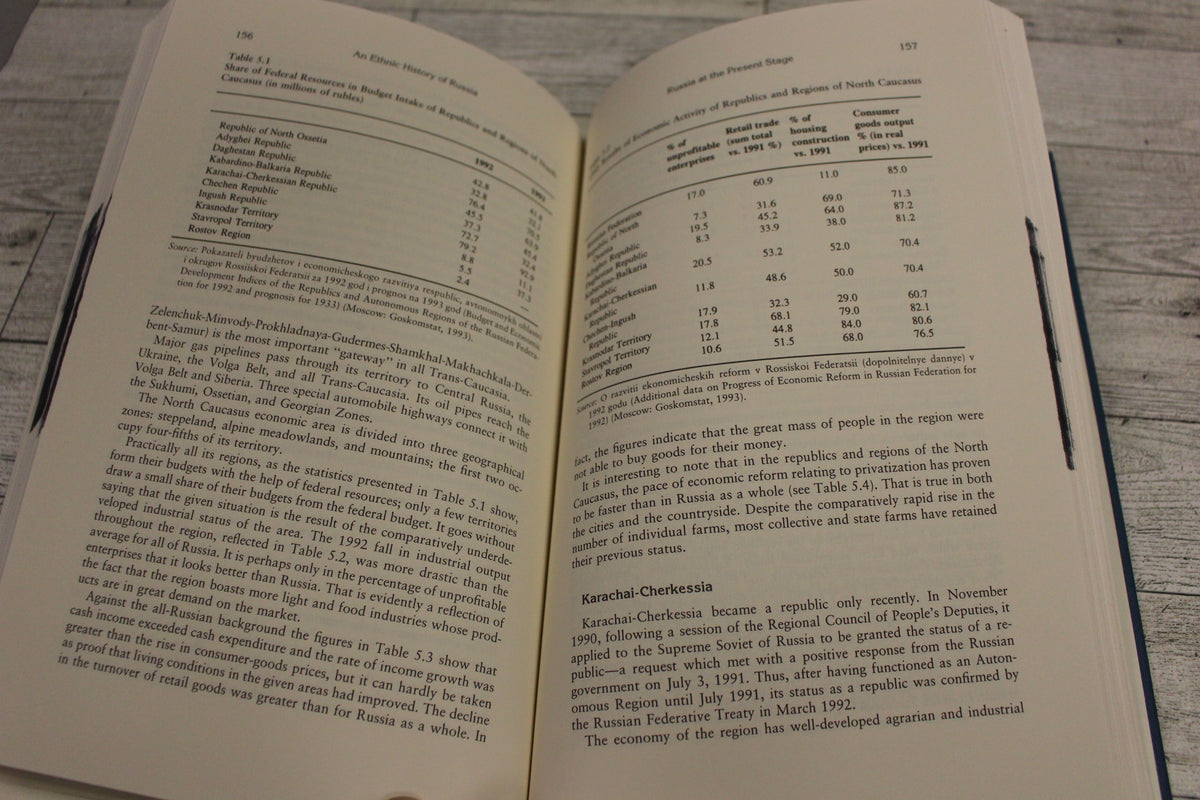 156
An Ethnic History of Russia
Table 5.1
Share of Federal Resources in Budget Intake of Republics and Regions of
Caucasus (in millions of rubles)
1992
Republic of North Ossetia 42.8
Adyghei Republic 32.8
Daghestan Republic 76.4
Kabardino-Balkaria Republic 45.5
Karachai-Cherkessian Republic 37.3
Chechen Republic 72.7
Ingush Republic 79.2
Krasnodar Territory 8.8
Stavropol Territory 5.5
Rostov Region 2.4
Source: Pokazateli byudzhetov i economicheskogo razvitiya respublic, avtonomnykh oblastei
i okrugov Rossiiskoi Federatsii za 1992 god i prognos na 1993 god (Budget and Economic
Development Indices of the Republics and Autonomous Regions of the Russian Federa-
tion for 1992 and prognosis for 1933) (Moscow: Goskomstat, 1993).
Zelenchuk-Minvody-Prokhladnaya-Gudermes-Shamkhal-Makhachkala-Der-
bent-Samur) is the most important "gateway" in all Trans-Caucasia.
Major gas pipelines pass through its territory to Central Russia, the
Ukraine, the Volga Belt, and all Trans-Caucasia. Its oil pipes reach the
Volga Belt and Siberia. Three special automobile highways connect it with
the Sukhumi, Ossetian, and Georgian Zones.
The North Caucasus economic area is divided into three geographical
zones: steppeland, alpine meadowlands, and mountains; the first two oc-
cupy four-fifths of its territory.
Practically all its regions, as the statistics presented in Table 5.1 show,
form their budgets with the help of federal resources; only a few territories
draw a small share of their budgets from the federal budget. It goes without
saying that the given situation is the result of the comparatively underde-
veloped industrial status of the area. The 1992 fall in industrial output
throughout the region, reflected in Table 5.2, was more drastic than the
average for all of Russia. It is perhaps only in the percentage of unprofitable
enterprises that it looks better than Russia. That is evidently a reflection of
the fact that the region boasts more light and food industries whose prod-
ucts are in great demand on the market.
Against the all-Russian background the figures in Table 5.3 show that
cash income exceeded cash expenditure and the rate of income growth was
greater than the rise in consumer-goods prices, but it can hardly be taken
as proof that living conditions in the given areas had improved. The decline
in the turnover of retail goods was greater than for Russia as a whole. In
157
Russia at the Present Stage
of Economic Activity of Republics and Regions of North Caucasus
% of unprofitable enterprises
Retail trade (sum total vs. 1991 %)
% of housing construction vs. 1991
Consumer goods output % (in real prices) vs. 1991
Federation 17.0 60.9 11.0 85.0
of North
Ossetia 7.3 31.6 69.0 71.3
Adyghei Republic 19.5 45.2 64.0 87.2
Daghestan Republic 8.3 33.9 38.0 81.2
Kabardino-Balkaria
Republic 20.5 53.2 52.0 70.4
Karachai-Cherkessian
Republic 11.8 48.6 50.0 70.4
Chechen-Ingush
Republic 17.9 32.3 29.0 60.7
Krasnodar Territory 17.8 68.1 79.0 82.1
Stavropol Territory 12.1 44.8 84.0 80.6
Rostov Region 10.6 51.5 68.0 76.5
Source: O razvitii ekonomicheskih reform v Rossiskoi Federatsii (dopolnitelnye dannye) v
1992 godu (Additional data on Progress of Economic Reform in Russian Federation for
1992) (Moscow: Goskomstat, 1993).
fact, the figures indicate that the great mass of people in the region were
not able to buy goods for their money.
It is interesting to note that in the republics and regions of the North
Caucasus, the pace of economic reform relating to privatization has proven
to be faster than in Russia as a whole (see Table 5.4). That is true in both
the cities and the countryside. Despite the comparatively rapid rise in the
number of individual farms, most collective and state farms have retained
their previous status.
Karachai-Cherkessia
Karachai-Cherkessia became a republic only recently. In November
1990, following a session of the Regional Council of People's Deputies, it
applied to the Supreme Soviet of Russia to be granted the status of a re-
public—a request which met with a positive response from the Russian
government on July 3, 1991. Thus, after having functioned as an Auton-
omous Region until July 1991, its status as a republic was confirmed by
the Russian Federative Treaty in March 1992.
The economy of the region has well-developed agrarian and industrial